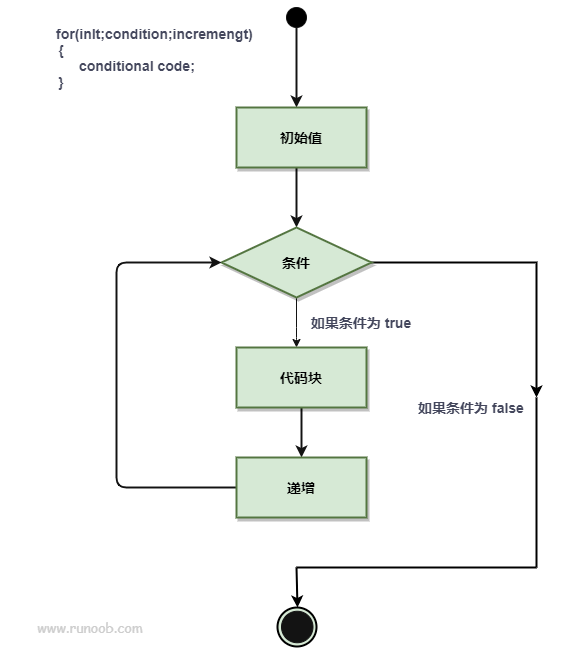 for(inIt;condition;incremengt)
{
conditional code;
}
初始值
条件
如果条件为 true
代码块
如果条件为 false
递增
www.runoob.com